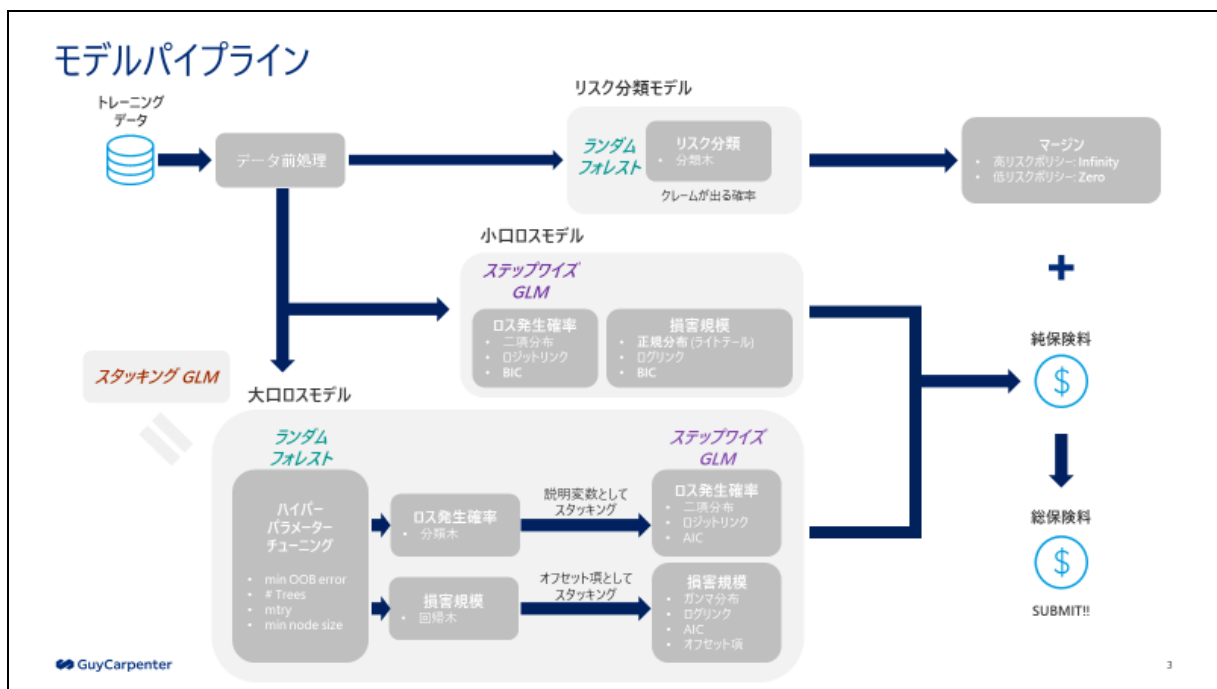 モデルパイプライン
トレーニング
データ
データ前処理
リスク分類モデル
ランダム
フォレスト
リスク分類
• 分類木
クレームが出る確率
マージン
• 高リスクポリシー: Infinity
• 低リスクポリシー: Zero
小口ロスモデル
ステップワイズ
GLM
ロス発生確率
• 二項分布
• ロジットリンク
• BIC
損害規模
• 正規分布 (ライトテール)
• ログリンク
• BIC
+
純保険料
$
スタッキング GLM
大口ロスモデル
ランダム
フォレスト
ハイパー
パラメーター
チューニング
• min OOB error
• # Trees
• mtry
• min node size
ロス発生確率
• 分類木
説明変数として
スタッキング
ステップワイズ
GLM
ロス発生確率
• 二項分布
• ロジットリンク
• AIC
損害規模
• 回帰木
オフセット項として
スタッキング
損害規模
• ガンマ分布
• ログリンク
• AIC
• オフセット項
総保険料
$
SUBMIT!!
GuyCarpenter
3